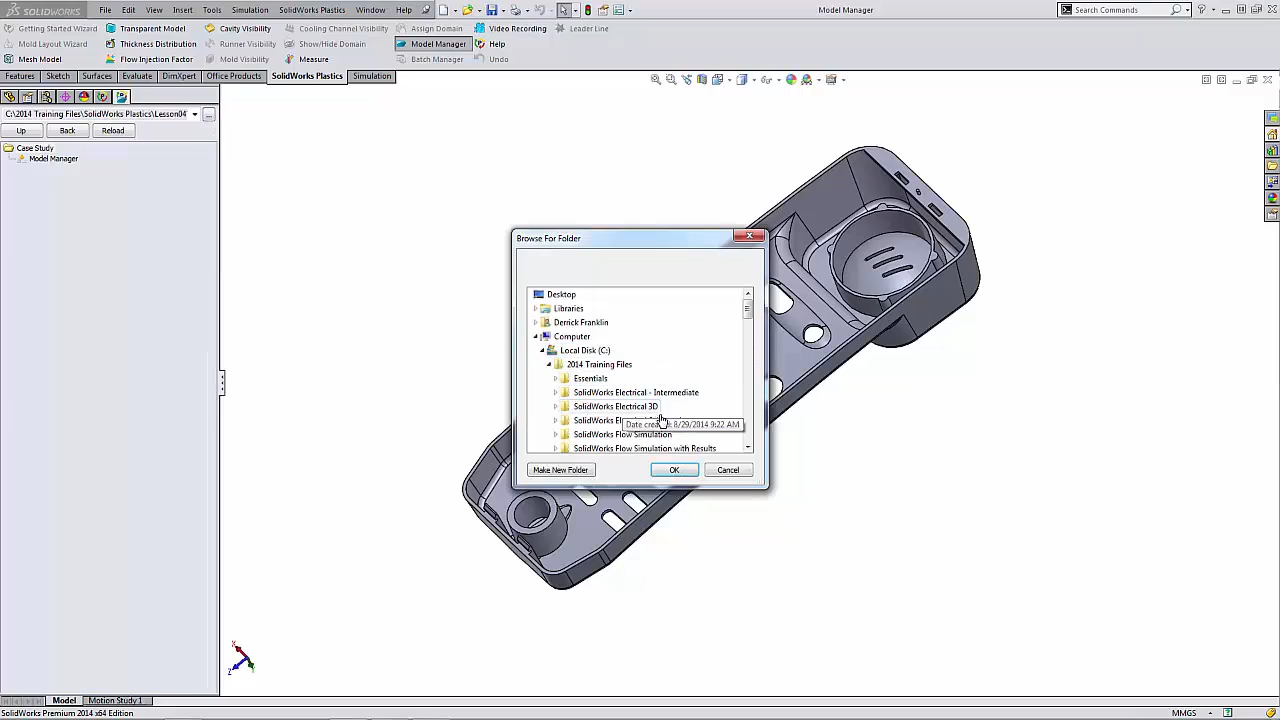 SOLIDWORKS
File Edit View Insert Tools Simulation SolidWorks Plastics Window Help
Model Manager
Search Commands
Getting Started Wizard Transparent Model Cavity Visibility Cooling Channel Visibility Assign Domain Video Recording Leader Line
Mold Layout Wizard Thickness Distribution Runner Visibility Show/Hide Domain Model Manager Help
Mesh Model Flow Injection Factor Mold Visibility Measure Batch Manager Undo
Features Sketch Surfaces Evaluate DimXpert Office Products SolidWorks Plastics Simulation
C:\2014 Training Files\SolidWorks Plastics\Lesson04\ ...
Up Back Reload
Case Study
Model Manager
Browse For Folder
Desktop
Libraries
Derrick Franklin
Computer
Local Disk (C:)
2014 Training Files
Essentials
SolidWorks Electrical - Intermediate
SolidWorks Electrical 3D
SolidWorks
Date created: 8/29/2014 9:22 AM
SolidWorks Flow Simulation
SolidWorks Flow Simulation with Results
Make New Folder OK Cancel
X
Z
Y
Model Motion Study 1
SolidWorks Premium 2014 x64 Edition
MMGS